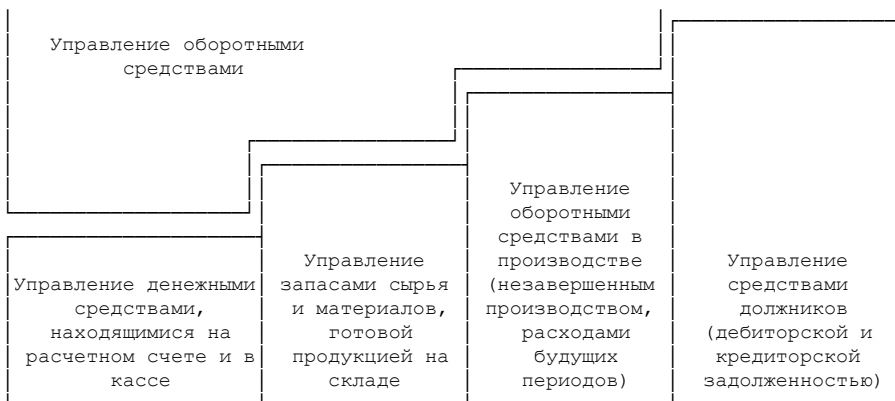 Управление оборотными
средствами
Управление денежными
средствами,
находящимися на
расчетном счете и в
кассе
Управление
запасами сырья
и материалов,
готовой
продукцией на
складе
Управление
оборотными
средствами в
производстве
(незавершенным
производством,
расходами
будущих
периодов)
Управление
средствами
должников
(дебиторской и
кредиторской
задолженностью)